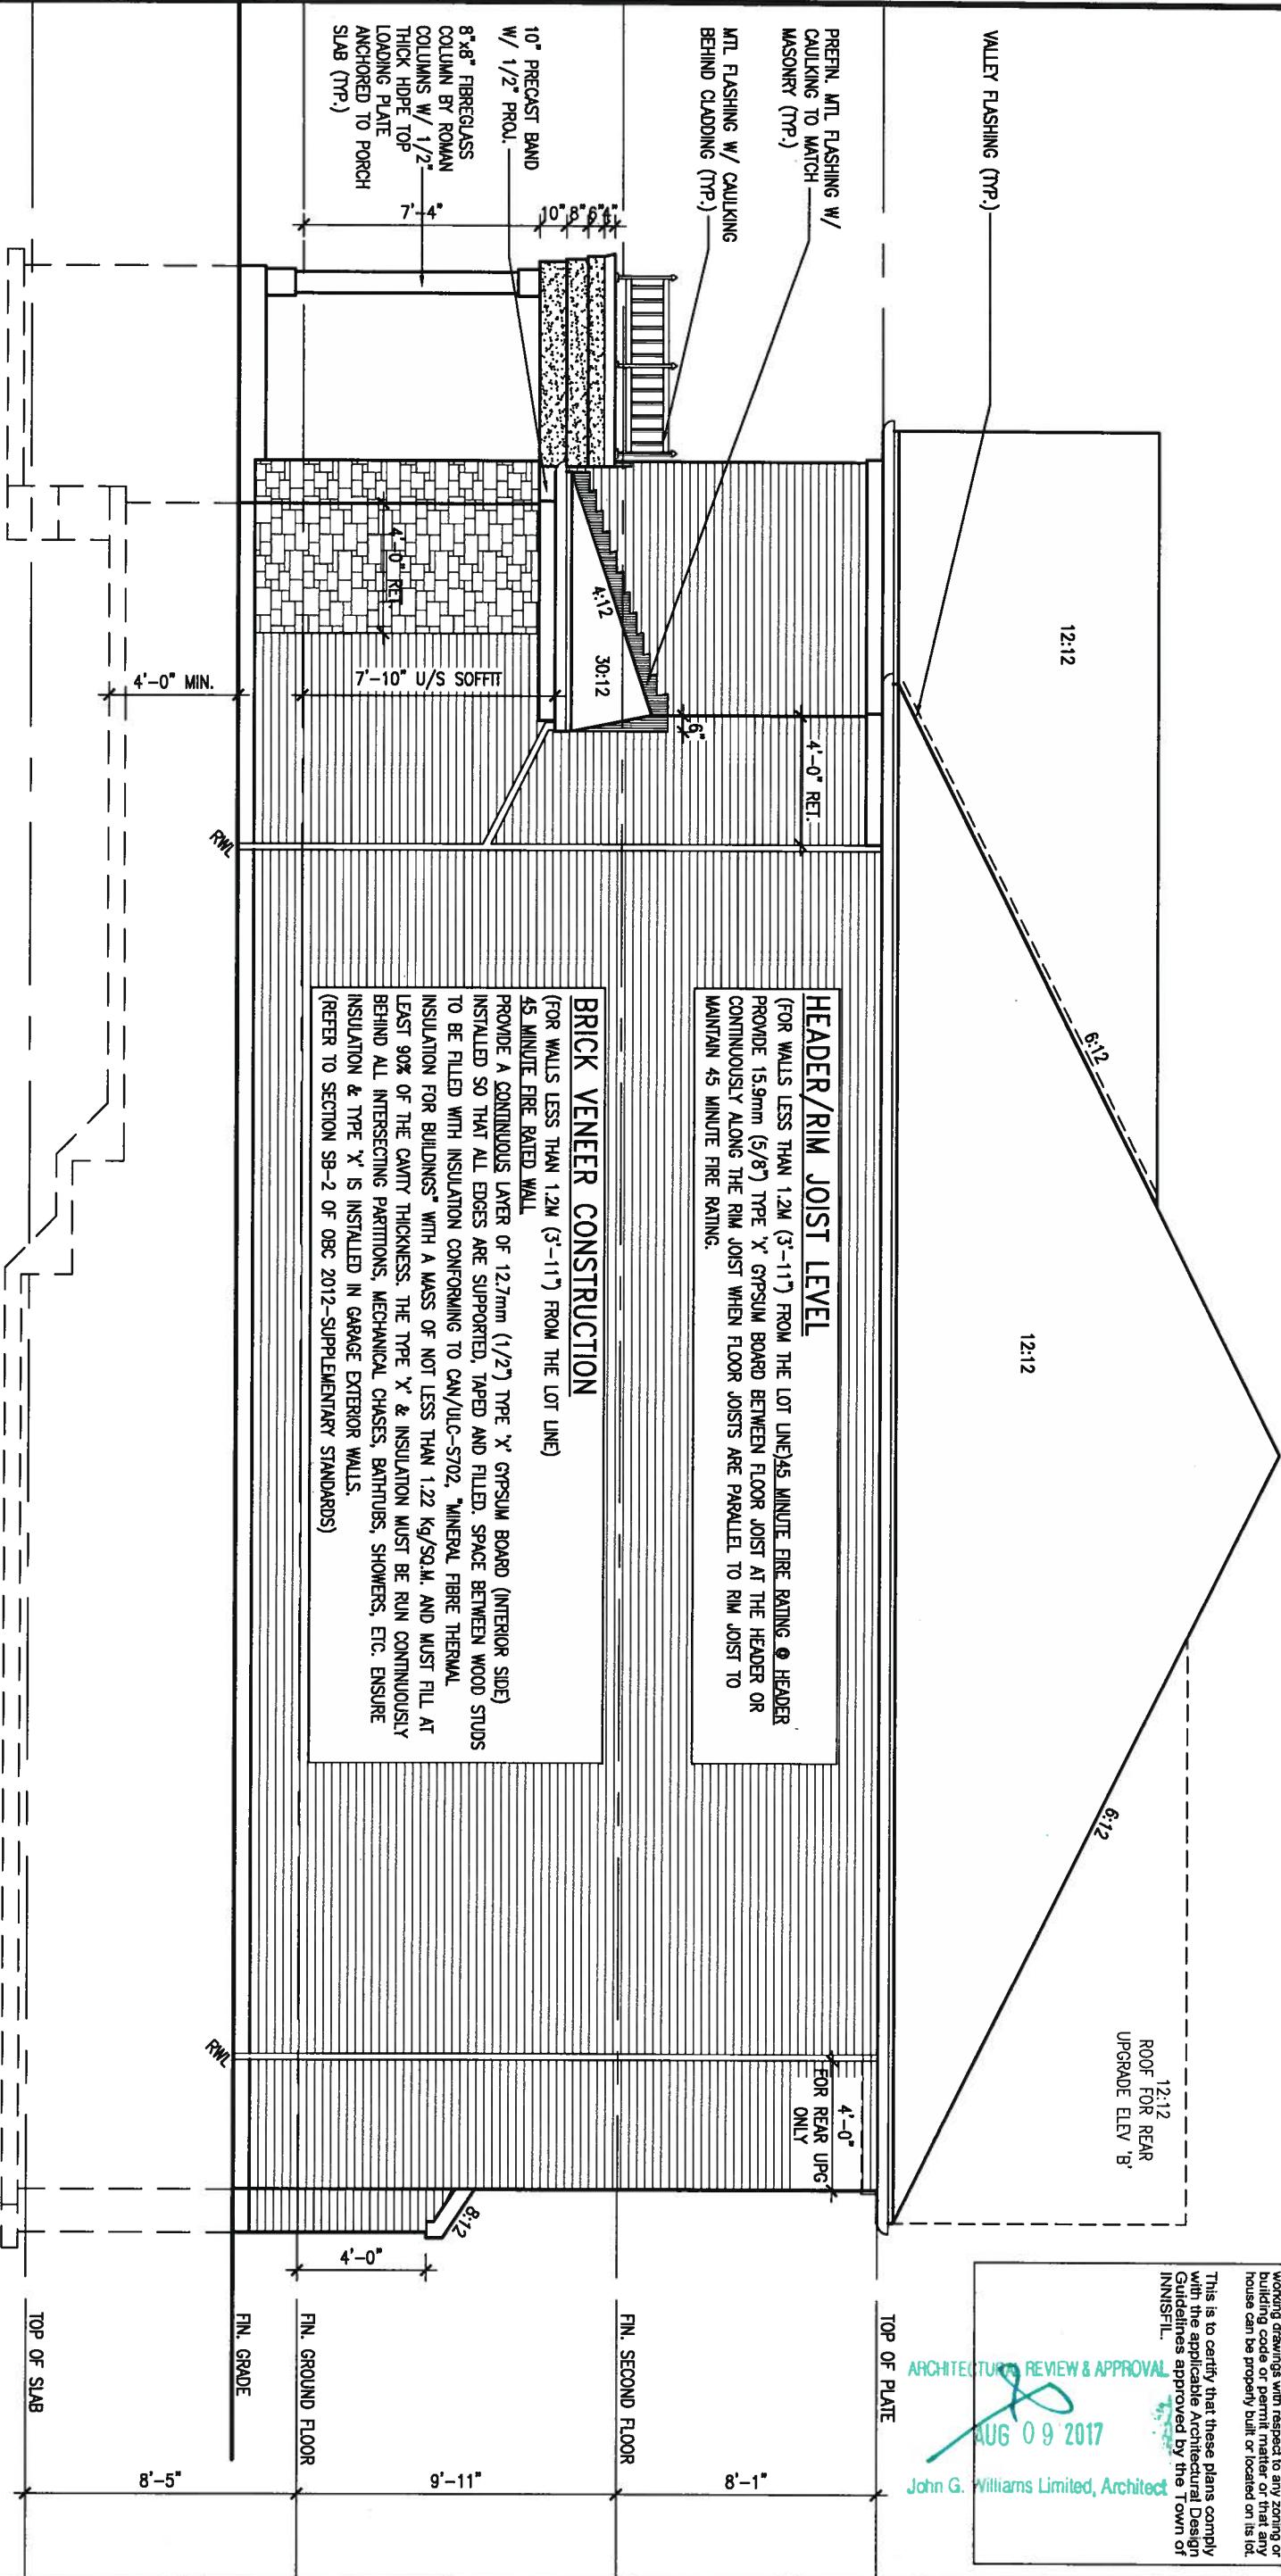 VALLEY FLASHING (TYP.)
PREFIN. MTL FLASHING W/
CAULKING TO MATCH
MASONRY (TYP.)
MTL FLASHING W/ CAULKING
BEHIND CLADDING (TYP.)
10" PRECAST BAND
W/ 1/2" PROJ.
8"x8" FIBREGLASS
COLUMN BY ROMAN
COLUMNS W/ 1/2"
THICK HDPE TOP
LOADING PLATE
ANCHORED TO PORCH
SLAB (TYP.)
7'-4"
10"
8"
6"
4"
12:12
6:12
12:12
6:12
12:12
ROOF FOR REAR
UPGRADE ELEV 'B'
4:12
30:12
6"
4'-0" RET.
4'-0" RET.
7'-10" U/S SOFFIT
4'-0" MIN.
RWL
HEADER/RIM JOIST LEVEL
(FOR WALLS LESS THAN 1.2M (3'-11") FROM THE LOT LINE)45 MINUTE FIRE RATING @ HEADER
PROVIDE 15.9mm (5/8") TYPE 'X' GYPSUM BOARD BETWEEN FLOOR JOIST AT THE HEADER OR
CONTINUOUSLY ALONG THE RIM JOIST WHEN FLOOR JOISTS ARE PARALLEL TO RIM JOIST TO
MAINTAIN 45 MINUTE FIRE RATING.
BRICK VENEER CONSTRUCTION
(FOR WALLS LESS THAN 1.2M (3'-11") FROM THE LOT LINE)
45 MINUTE FIRE RATED WALL
PROVIDE A CONTINUOUS LAYER OF 12.7mm (1/2") TYPE 'X' GYPSUM BOARD (INTERIOR SIDE)
INSTALLED SO THAT ALL EDGES ARE SUPPORTED, TAPED AND FILLED. SPACE BETWEEN WOOD STUDS
TO BE FILLED WITH INSULATION CONFORMING TO CAN/ULC-S702, "MINERAL FIBRE THERMAL
INSULATION FOR BUILDINGS" WITH A MASS OF NOT LESS THAN 1.22 Kg/SQ.M. AND MUST FILL AT
LEAST 90% OF THE CAVITY THICKNESS. THE TYPE 'X' & INSULATION MUST BE RUN CONTINUOUSLY
BEHIND ALL INTERSECTING PARTITIONS, MECHANICAL CHASES, BATHTUBS, SHOWERS, ETC. ENSURE
INSULATION & TYPE 'X' IS INSTALLED IN GARAGE EXTERIOR WALLS.
(REFER TO SECTION SB-2 OF OBC 2012-SUPPLEMENTARY STANDARDS)
RWL
4'-0"
FOR REAR UPG
ONLY
8:12
4'-0"
TOP OF PLATE
FIN. SECOND FLOOR
FIN. GROUND FLOOR
FIN. GRADE
TOP OF SLAB
8'-1"
9'-11"
8'-5"
working drawings with respect to any zoning or
building code or permit matter or that any
house can be properly built or located on its lot.
This is to certify that these plans comply
with the applicable Architectural Design
Guidelines approved by the Town of
INNISFIL.
ARCHITECTURAL REVIEW & APPROVAL
AUG 09 2017
John G. Williams Limited, Architect